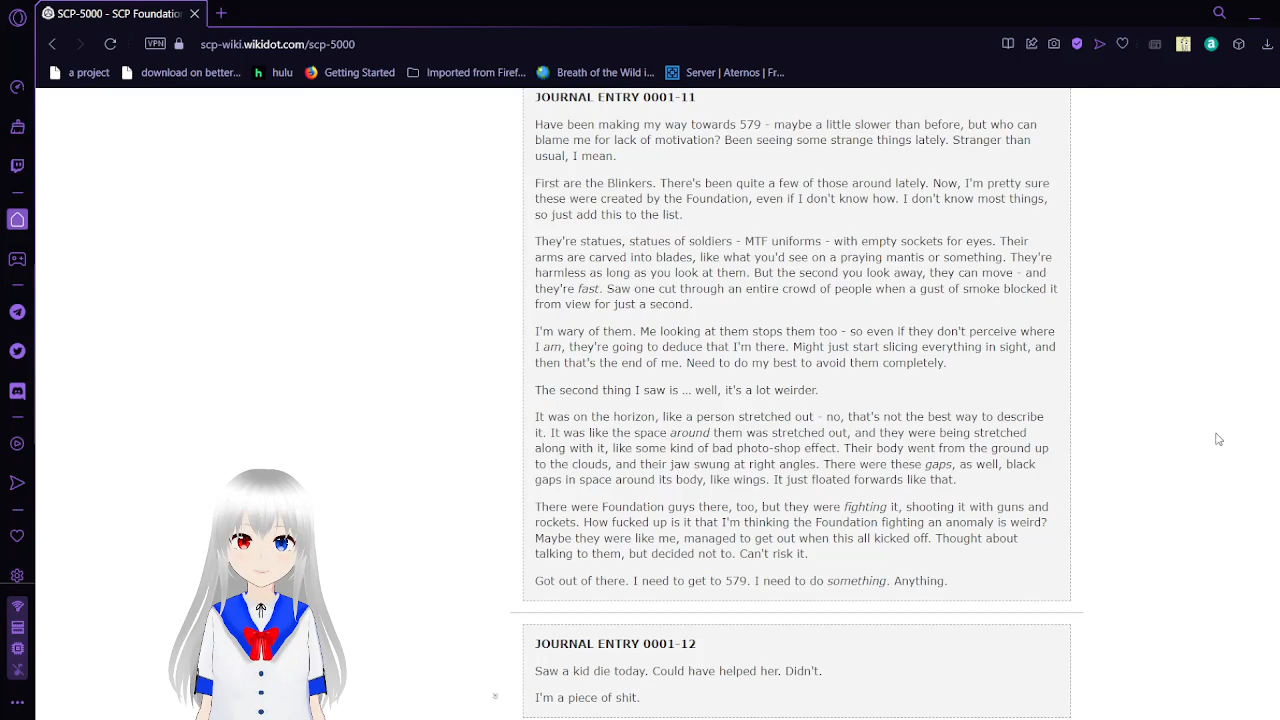 SCP-5000 - SCP Foundation
VPN
scp-wiki.wikidot.com/scp-5000
a project
download on better...
hulu
Getting Started
Imported from Firef...
Breath of the Wild i...
Server | Aternos | Fr...
JOURNAL ENTRY 0001-11
Have been making my way towards 579 - maybe a little slower than before, but who can
blame me for lack of motivation? Been seeing some strange things lately. Stranger than
usual, I mean.
First are the Blinkers. There's been quite a few of those around lately. Now, I'm pretty sure
these were created by the Foundation, even if I don't know how. I don't know most things,
so just add this to the list.
They're statues, statues of soldiers - MTF uniforms - with empty sockets for eyes. Their
arms are carved into blades, like what you'd see on a praying mantis or something. They're
harmless as long as you look at them. But the second you look away, they can move - and
they're fast. Saw one cut through an entire crowd of people when a gust of smoke blocked it
from view for just a second.
I'm wary of them. Me looking at them stops them too - so even if they don't perceive where
I am, they're going to deduce that I'm there. Might just start slicing everything in sight, and
then that's the end of me. Need to do my best to avoid them completely.
The second thing I saw is ... well, it's a lot weirder.
It was on the horizon, like a person stretched out - no, that's not the best way to describe
it. It was like the space around them was stretched out, and they were being stretched
along with it, like some kind of bad photo-shop effect. Their body went from the ground up
to the clouds, and their jaw swung at right angles. There were these gaps, as well, black
gaps in space around its body, like wings. It just floated forwards like that.
There were Foundation guys there, too, but they were fighting it, shooting it with guns and
rockets. How fucked up is it that I'm thinking the Foundation fighting an anomaly is weird?
Maybe they were like me, managed to get out when this all kicked off. Thought about
talking to them, but decided not to. Can't risk it.
Got out of there. I need to get to 579. I need to do something. Anything.
JOURNAL ENTRY 0001-12
Saw a kid die today. Could have helped her. Didn't.
I'm a piece of shit.